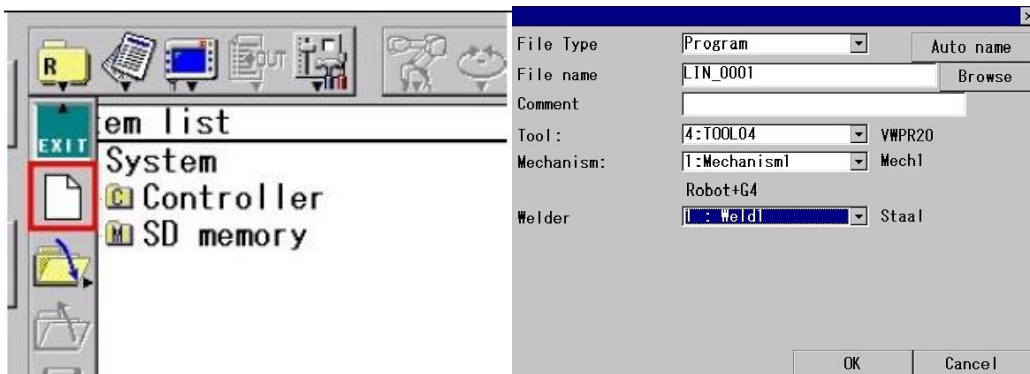 R
OUT
EXIT
em list
System
C Controller
M SD memory
File Type Program Auto name
File name LIN_0001 Browse
Comment
Tool: 4:TOOL04 VWPR20
Mechanism: 1:Mechanism1 Mech1
Robot+G4
Welder 1 : Weld1 Staal
OK Cancel